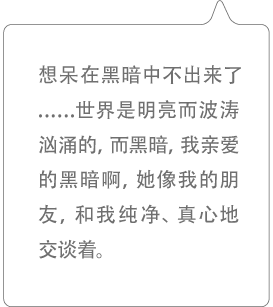 想呆在黑暗中不出来了
……世界是明亮而波涛
汹涌的，而黑暗，我亲爱
的黑暗啊，她像我的朋
友，和我纯净、真心地
交谈着。